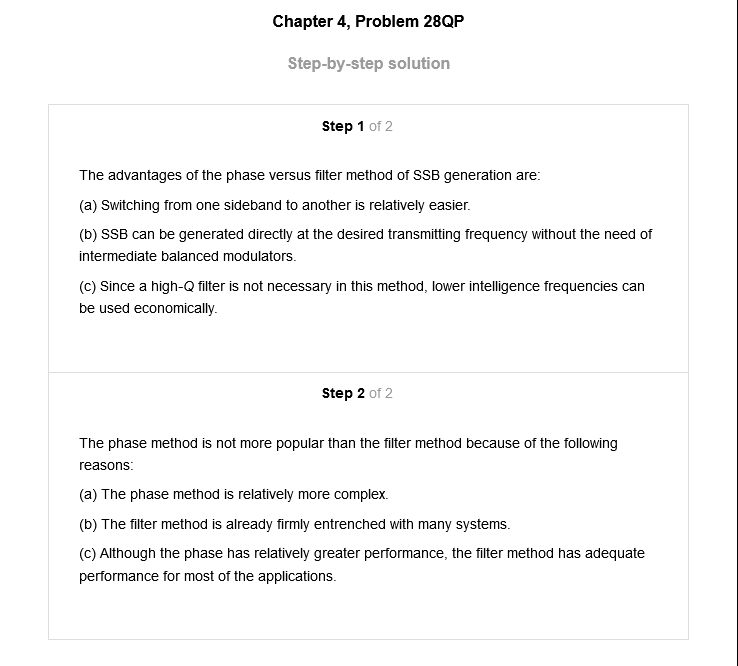 Chapter 4, Problem 28QP
Step-by-step solution
Step 1 of 2
The advantages of the phase versus filter method of SSB generation are:
(a) Switching from one sideband to another is relatively easier.
(b) SSB can be generated directly at the desired transmitting frequency without the need of
intermediate balanced modulators.
(c) Since a high-Q filter is not necessary in this method, lower intelligence frequencies can
be used economically.
Step 2 of 2
The phase method is not more popular than the filter method because of the following
reasons:
(a) The phase method is relatively more complex.
(b) The filter method is already firmly entrenched with many systems.
(c) Although the phase has relatively greater performance, the filter method has adequate
performance for most of the applications.